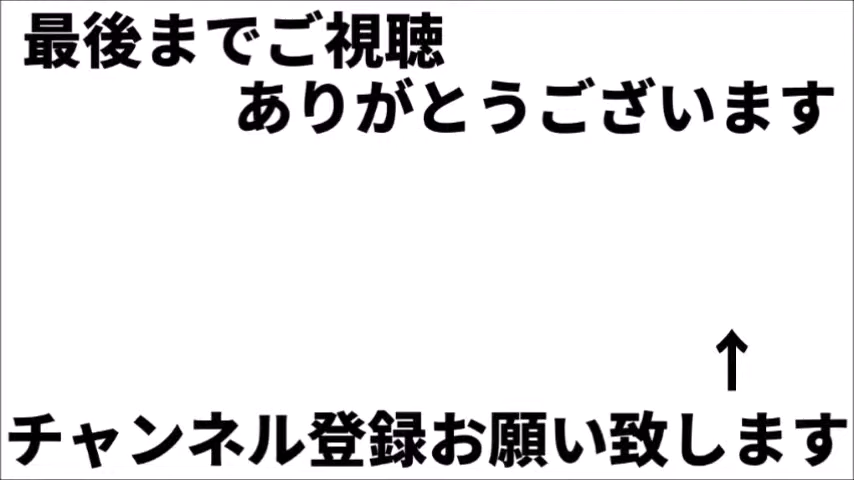 最後までご視聴
ありがとうございます
↑
チャンネル登録お願い致します